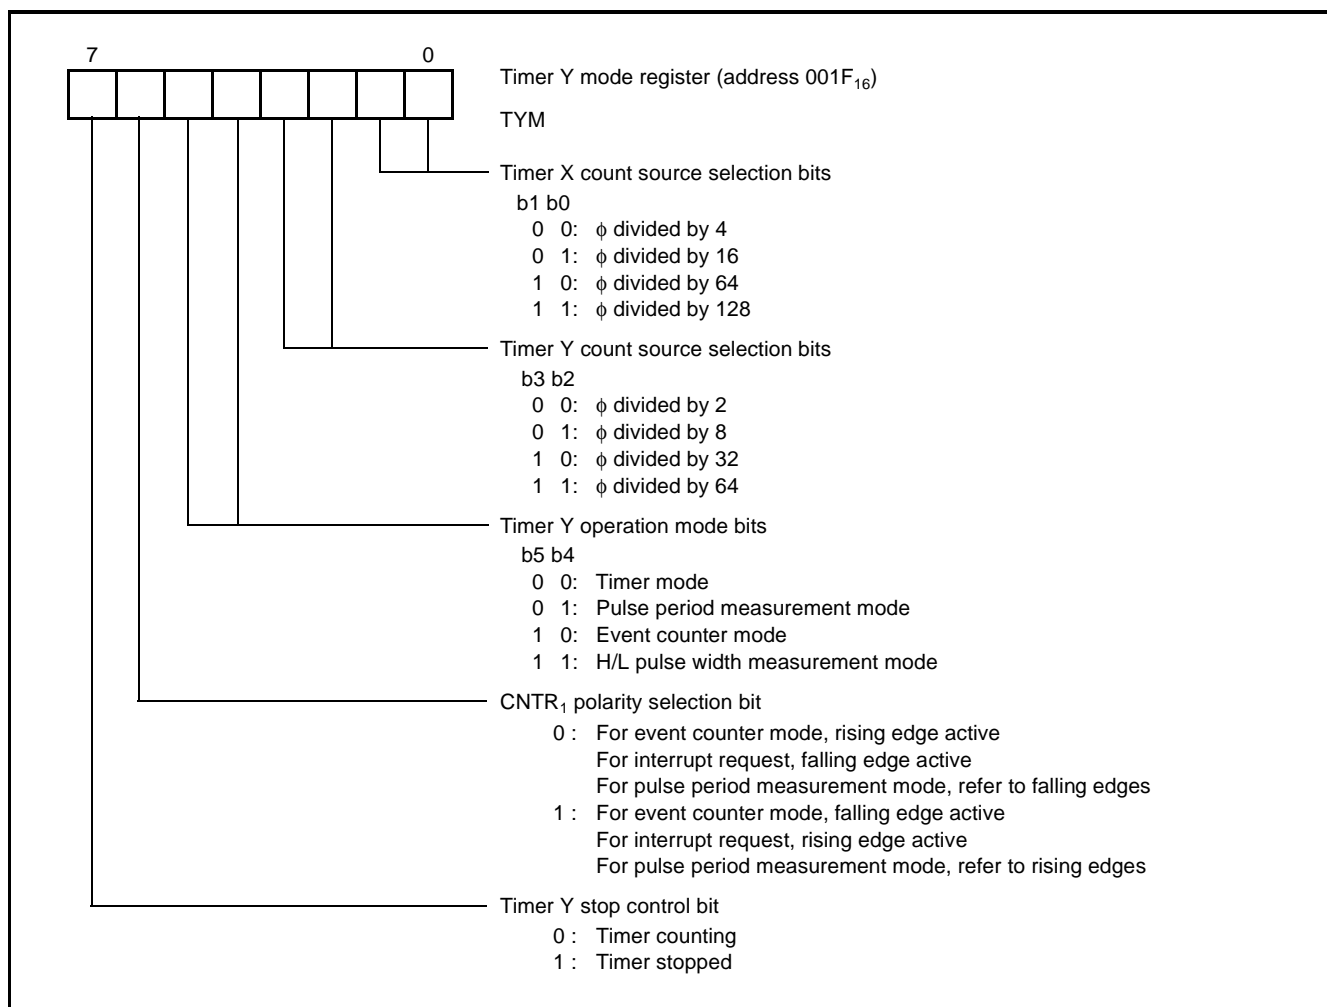 7 0
Timer Y mode register (address 001F₁₆)
TYM
Timer X count source selection bits
b1 b0
0 0: ϕ divided by 4
0 1: ϕ divided by 16
1 0: ϕ divided by 64
1 1: ϕ divided by 128
Timer Y count source selection bits
b3 b2
0 0: ϕ divided by 2
0 1: ϕ divided by 8
1 0: ϕ divided by 32
1 1: ϕ divided by 64
Timer Y operation mode bits
b5 b4
0 0: Timer mode
0 1: Pulse period measurement mode
1 0: Event counter mode
1 1: H/L pulse width measurement mode
CNTR₁ polarity selection bit
0 : For event counter mode, rising edge active
For interrupt request, falling edge active
For pulse period measurement mode, refer to falling edges
1 : For event counter mode, falling edge active
For interrupt request, rising edge active
For pulse period measurement mode, refer to rising edges
Timer Y stop control bit
0 : Timer counting
1 : Timer stopped